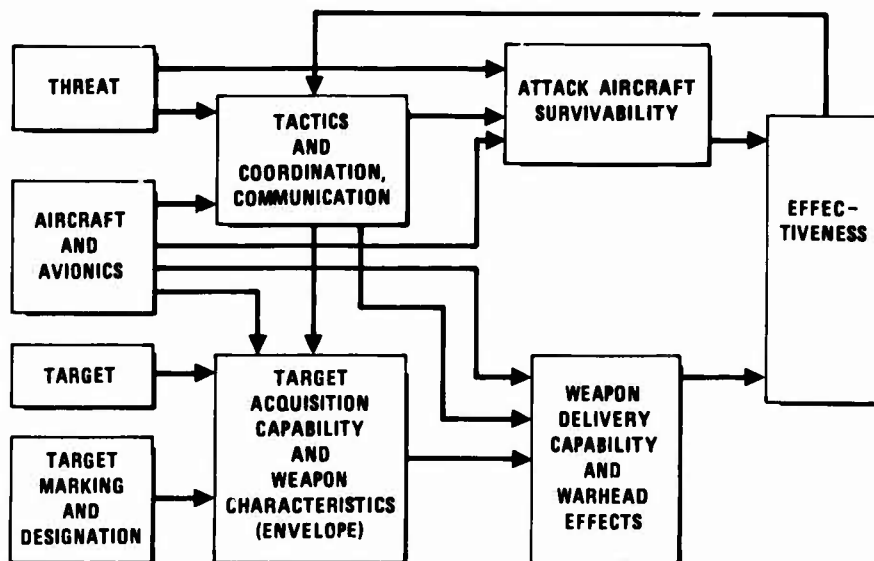 THREAT
TACTICS
AND
COORDINATION,
COMMUNICATION
ATTACK AIRCRAFT
SURVIVABILITY
AIRCRAFT
AND
AVIONICS
EFFEC-
TIVENESS
TARGET
TARGET
ACQUISITION
CAPABILITY
AND
WEAPON
CHARACTERISTICS
(ENVELOPE)
WEAPON
DELIVERY
CAPABILITY
AND
WARHEAD
EFFECTS
TARGET
MARKING
AND
DESIGNATION